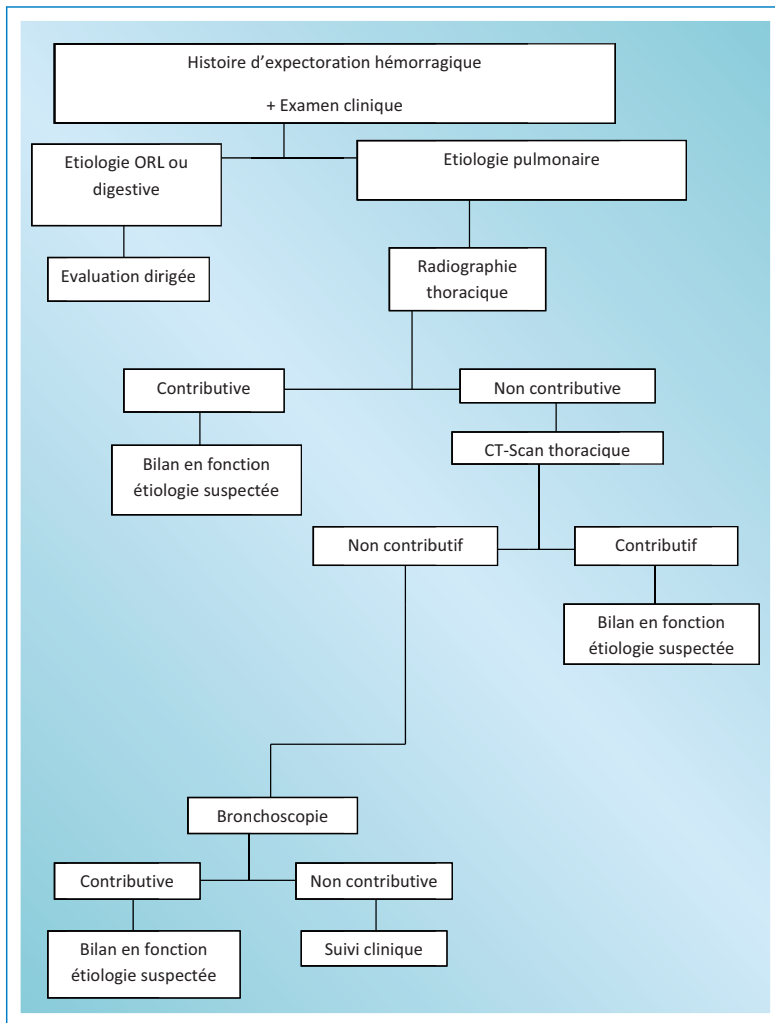 Histoire d’expectoration hémorragique
+ Examen clinique
Etiologie ORL ou
digestive
Etiologie pulmonaire
Evaluation dirigée
Radiographie
thoracique
Contributive
Non contributive
Bilan en fonction
étiologie suspectée
CT-Scan thoracique
Non contributif
Contributif
Bilan en fonction
étiologie suspectée
Bronchoscopie
Contributive
Non contributive
Bilan en fonction
étiologie suspectée
Suivi clinique